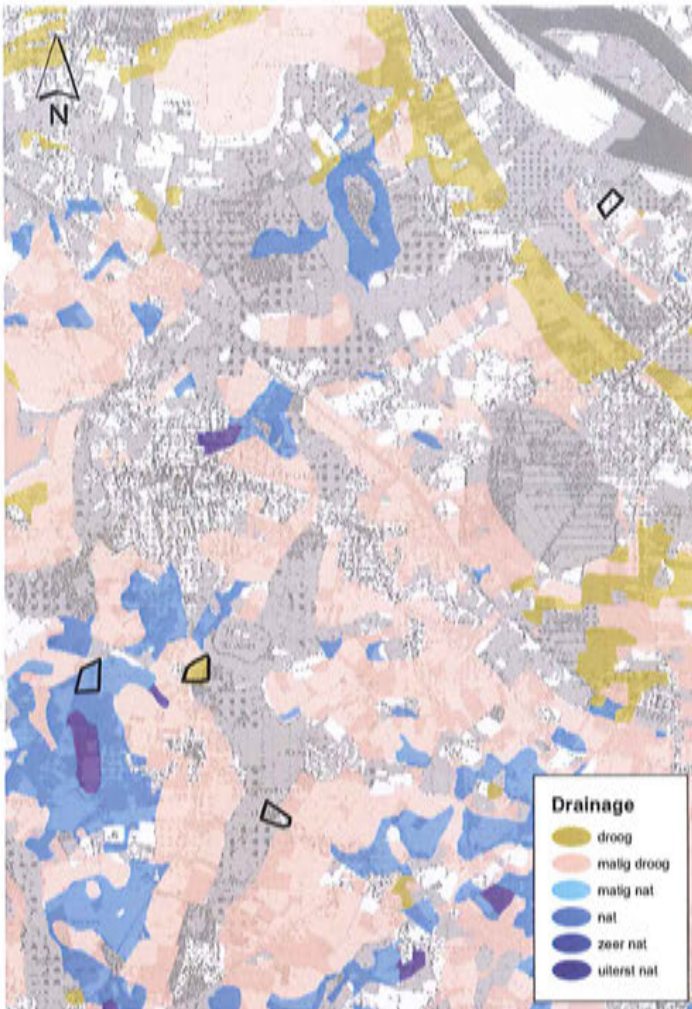 N
Drainage
droog
matig droog
matig nat
nat
zeer nat
uiterst nat